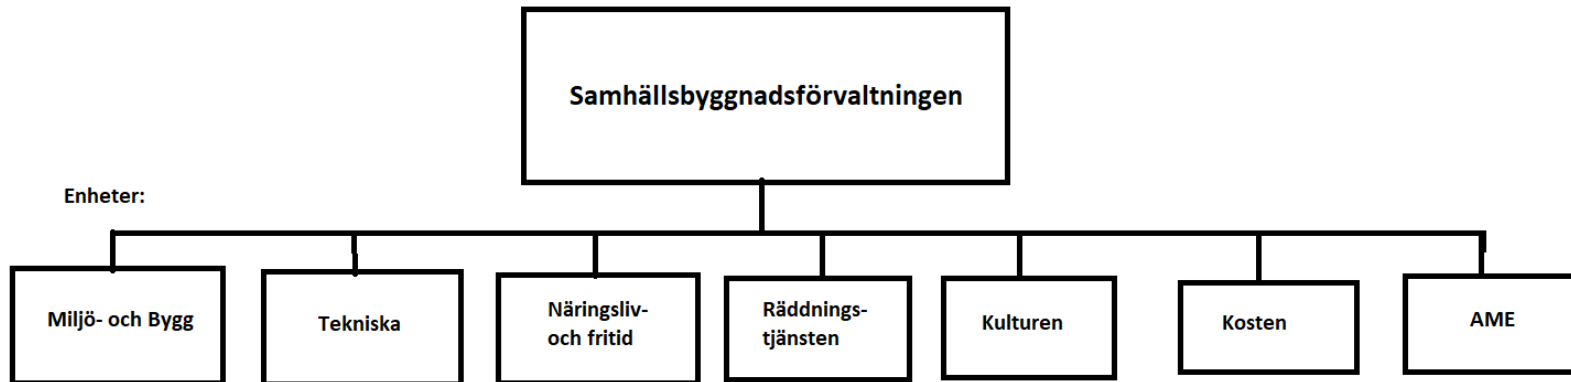 Samhällsbyggnadsförvaltningen
Enheter:
Miljö- och Bygg
Tekniska
Näringsliv-
och fritid
Räddnings-
tjänsten
Kulturen
Kosten
AME